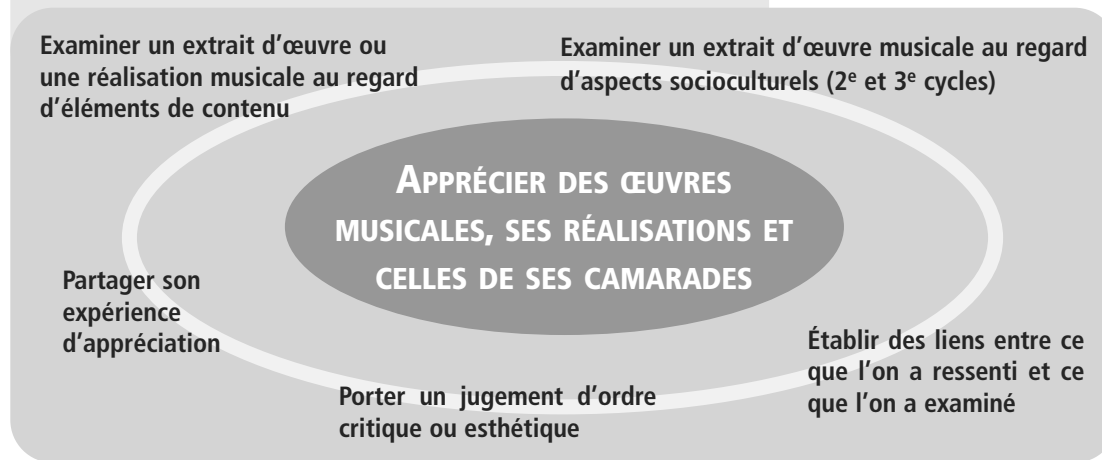 Examiner un extrait d’œuvre ou
une réalisation musicale au regard
d’éléments de contenu
Examiner un extrait d’œuvre musicale au regard
d’aspects socioculturels (2e et 3e cycles)
APPRÉCIER DES ŒUVRES
MUSICALES, SES RÉALISATIONS ET
CELLES DE SES CAMARADES
Partager son
expérience
d’appréciation
Établir des liens entre ce
que l’on a ressenti et ce
que l’on a examiné
Porter un jugement d’ordre
critique ou esthétique